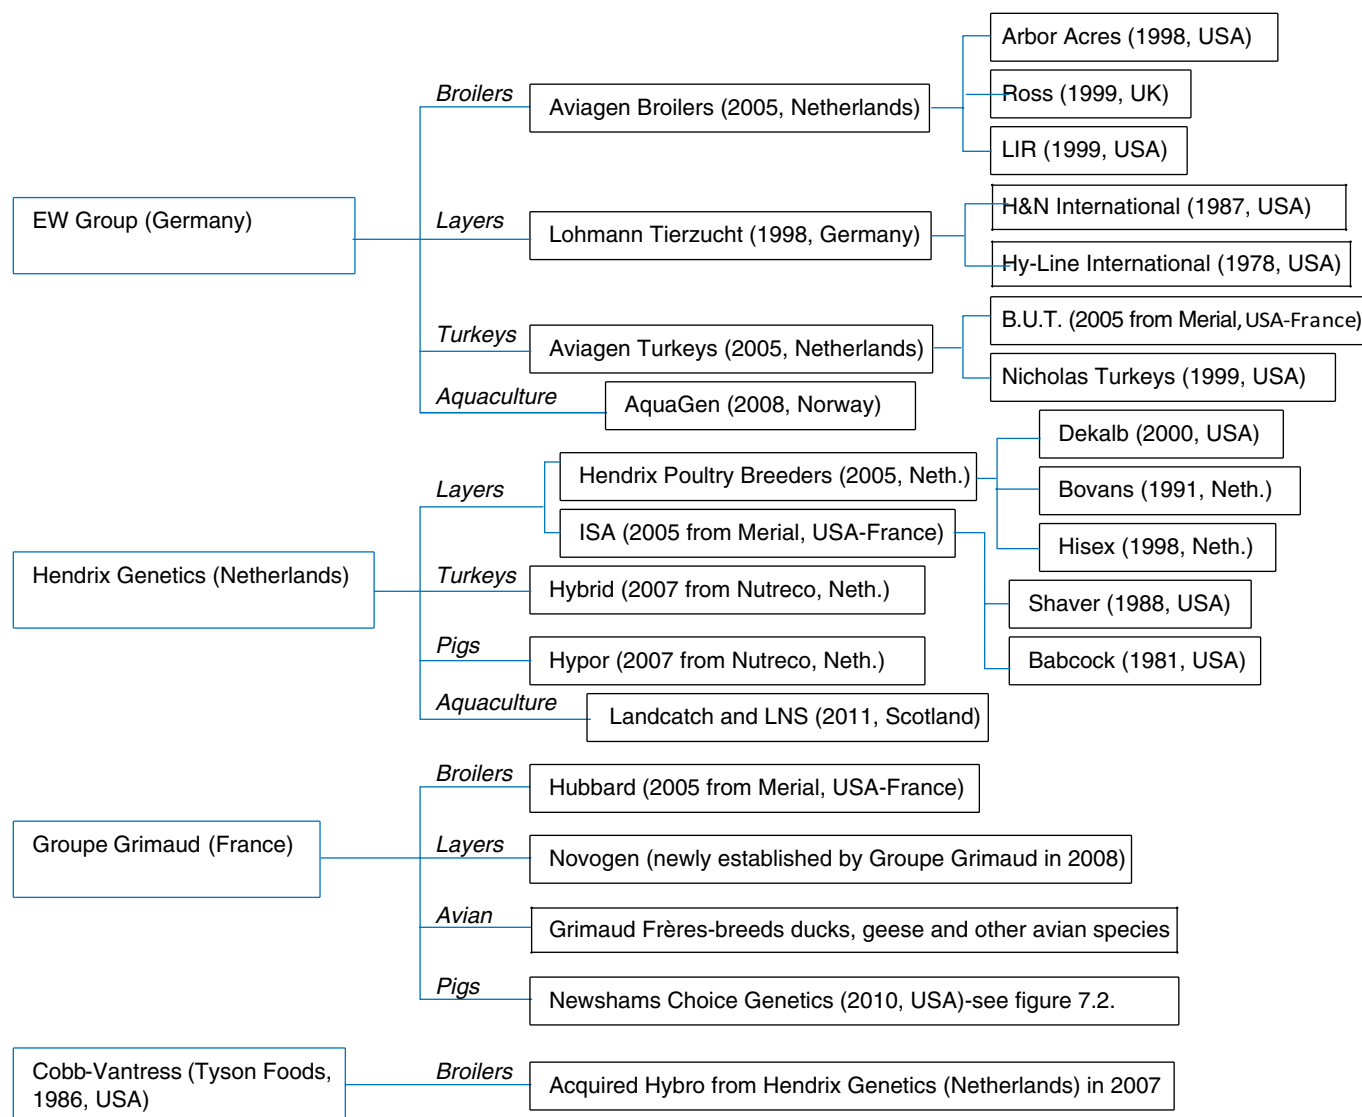 EW Group (Germany)
Broilers
Aviagen Broilers (2005, Netherlands)
Arbor Acres (1998, USA)
Ross (1999, UK)
LIR (1999, USA)
Layers
Lohmann Tierzucht (1998, Germany)
H&N International (1987, USA)
Hy-Line International (1978, USA)
Turkeys
Aviagen Turkeys (2005, Netherlands)
B.U.T. (2005 from Merial, USA-France)
Nicholas Turkeys (1999, USA)
Aquaculture
AquaGen (2008, Norway)
Hendrix Genetics (Netherlands)
Layers
Hendrix Poultry Breeders (2005, Neth.)
Dekalb (2000, USA)
Bovans (1991, Neth.)
Hisex (1998, Neth.)
ISA (2005 from Merial, USA-France)
Shaver (1988, USA)
Babcock (1981, USA)
Turkeys
Hybrid (2007 from Nutreco, Neth.)
Pigs
Hypor (2007 from Nutreco, Neth.)
Aquaculture
Landcatch and LNS (2011, Scotland)
Groupe Grimaud (France)
Broilers
Hubbard (2005 from Merial, USA-France)
Layers
Novogen (newly established by Groupe Grimaud in 2008)
Avian
Grimaud Frères-breeds ducks, geese and other avian species
Pigs
Newshams Choice Genetics (2010, USA)-see figure 7.2.
Cobb-Vantress (Tyson Foods,
1986, USA)
Broilers
Acquired Hybro from Hendrix Genetics (Netherlands) in 2007